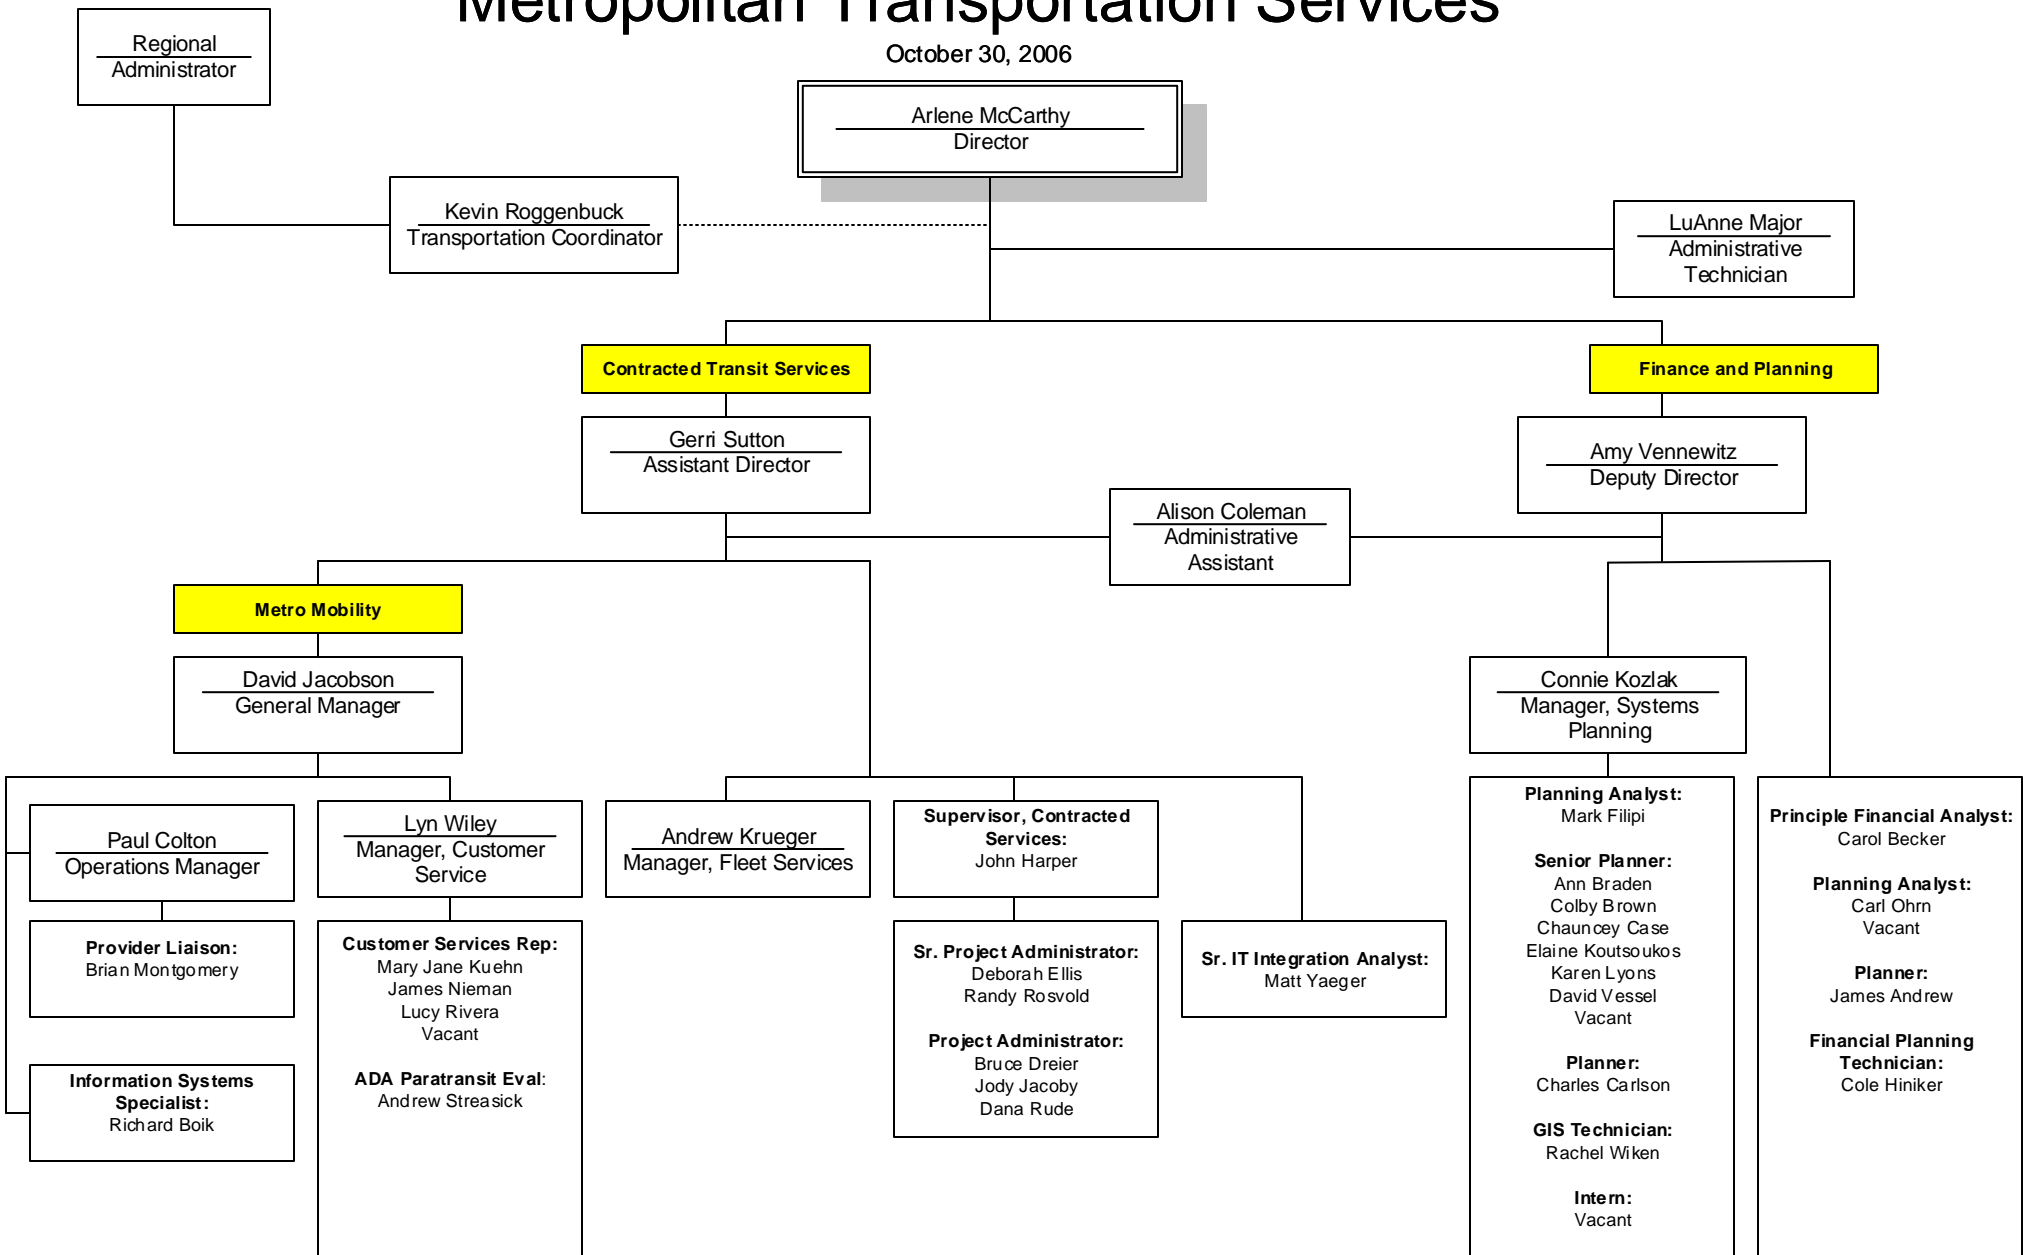 Metropolitan Transportation Services
October 30, 2006
Regional
Administrator
Arlene McCarthy
Director
Kevin Roggenbuck
Transportation Coordinator
LuAnne Major
Administrative
Technician
Contracted Transit Services
Finance and Planning
Gerri Sutton
Assistant Director
Amy Vennewitz
Deputy Director
Alison Coleman
Administrative
Assistant
Metro Mobility
David Jacobson
General Manager
Connie Kozlak
Manager, Systems
Planning
Paul Colton
Operations Manager
Lyn Wiley
Manager, Customer
Service
Andrew Krueger
Manager, Fleet Services
Supervisor, Contracted
Services:
John Harper
Provider Liaison:
Brian Montgomery
Information Systems
Specialist:
Richard Boik
Customer Services Rep:
Mary Jane Kuehn
James Nieman
Lucy Rivera
Vacant
ADA Paratransit Eval:
Andrew Streasick
Sr. Project Administrator:
Deborah Ellis
Randy Rosvold
Project Administrator:
Bruce Dreier
Jody Jacoby
Dana Rude
Sr. IT Integration Analyst:
Matt Yaeger
Planning Analyst:
Mark Filipi
Senior Planner:
Ann Braden
Colby Brown
Chauncey Case
Elaine Koutsoukos
Karen Lyons
David Vessel
Vacant
Planner:
Charles Carlson
GIS Technician:
Rachel Wiken
Intern:
Vacant
Principle Financial Analyst:
Carol Becker
Planning Analyst:
Carl Ohrn
Vacant
Planner:
James Andrew
Financial Planning
Technician:
Cole Hiniker